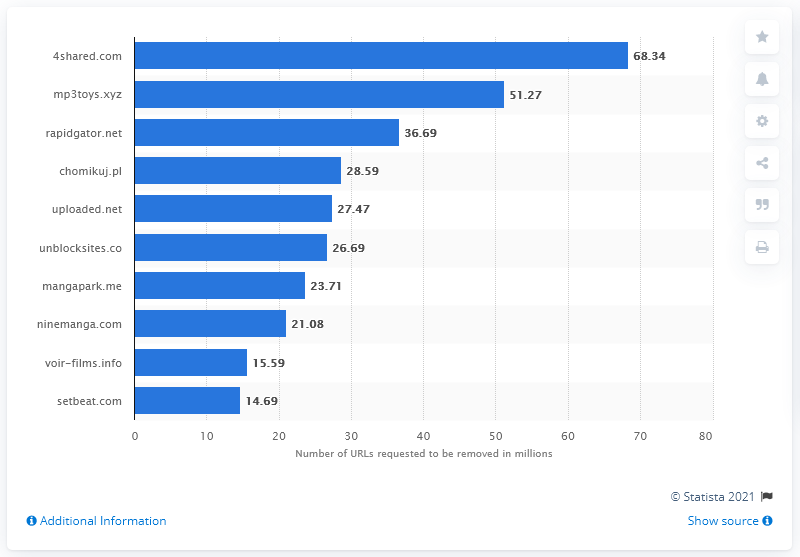 4shared.com 68.34
mp3toys.xyz 51.27
rapidgator.net 36.69
chomikuj.pl 28.59
uploaded.net 27.47
unblocksites.co 26.69
mangapark.me 23.71
ninemanga.com 21.08
voir-films.info 15.59
setbeat.com 14.69
0 10 20 30 40 50 60 70 80
Number of URLs requested to be removed in millions
© Statista 2021
Additional Information Show source